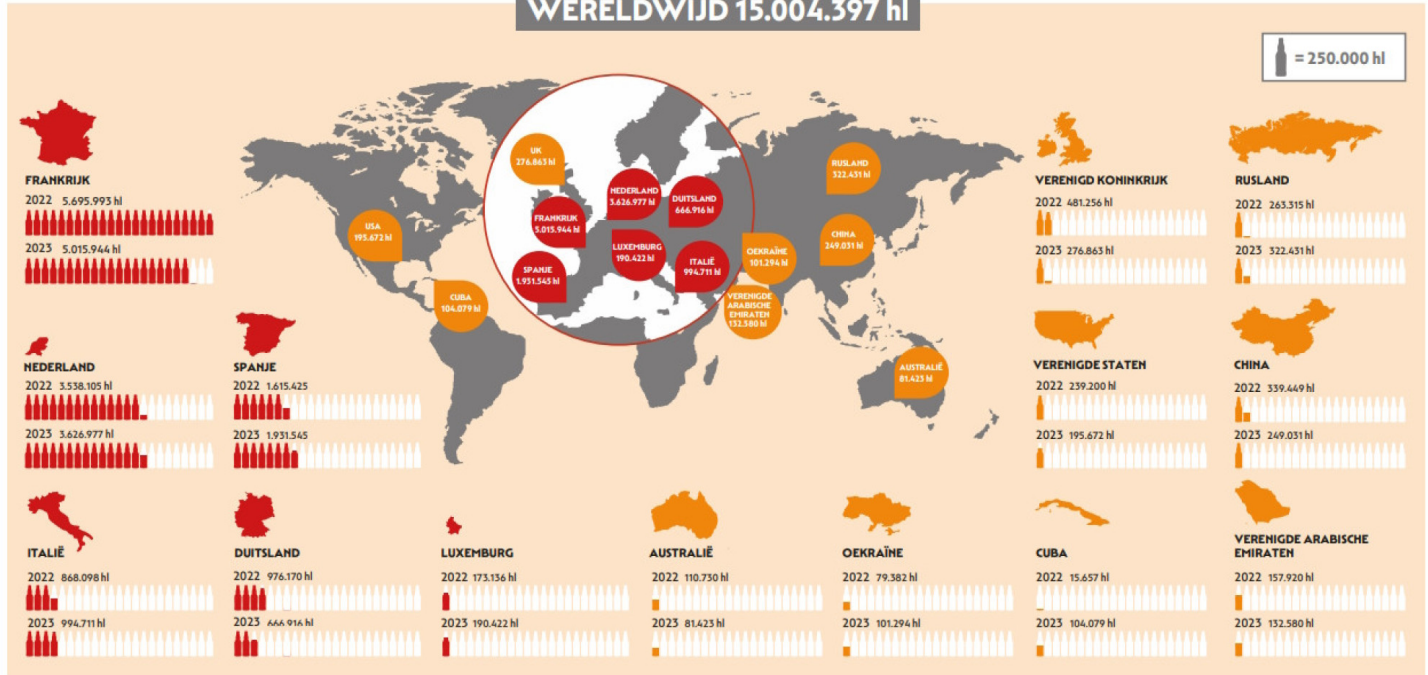 WERELDWIJD 15.004.397 hl
= 250.000 hl
FRANKRIJK
2022 5.695.993 hl
2023 5.015.944 hl
NEDERLAND
2022 3.538.105 hl
2023 3.626.977 hl
SPANJE
2022 1.615.425
2023 1.931.545
UK
276.863 hl
FRANKRIJK
5.015.944 hl
NEDERLAND
3.626.977 hl
DUITSLAND
666.916 hl
LUXEMBURG
190.422 hl
ITALIË
994.711 hl
SPANJE
1.931.545 hl
USA
195.672 hl
CUBA
104.079 hl
RUSLAND
322.431 hl
CHINA
249.031 hl
OEKRAÏNE
101.294 hl
VERENIGDE
ARABISCHE
EMIRATEN
132.580 hl
AUSTRALIË
81.423 hl
VERENIGD KONINKRIJK
2022 481.256 hl
2023 276.863 hl
RUSLAND
2022 263.315 hl
2023 322.431 hl
VERENIGDE STATEN
2022 239.200 hl
2023 195.672 hl
CHINA
2022 339.449 hl
2023 249.031 hl
ITALIË
2022 868.098 hl
2023 994.711 hl
DUITSLAND
2022 976.170 hl
2023 666.916 hl
LUXEMBURG
2022 173.136 hl
2023 190.422 hl
AUSTRALIË
2022 110.730 hl
2023 81.423 hl
OEKRAÏNE
2022 79.382 hl
2023 101.294 hl
CUBA
2022 15.657 hl
2023 104.079 hl
VERENIGDE ARABISCHE
EMIRATEN
2022 157.920 hl
2023 132.580 hl